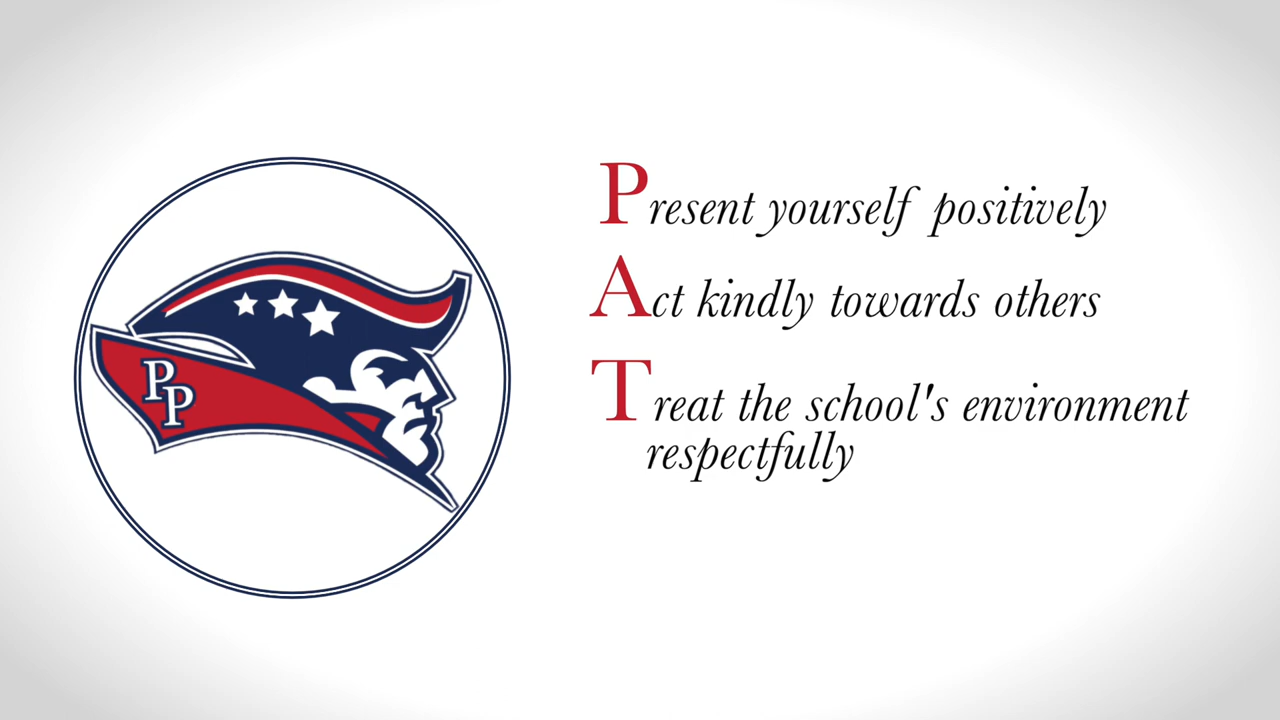 PP
Present yourself positively
Act kindly towards others
Treat the school's environment
respectfully